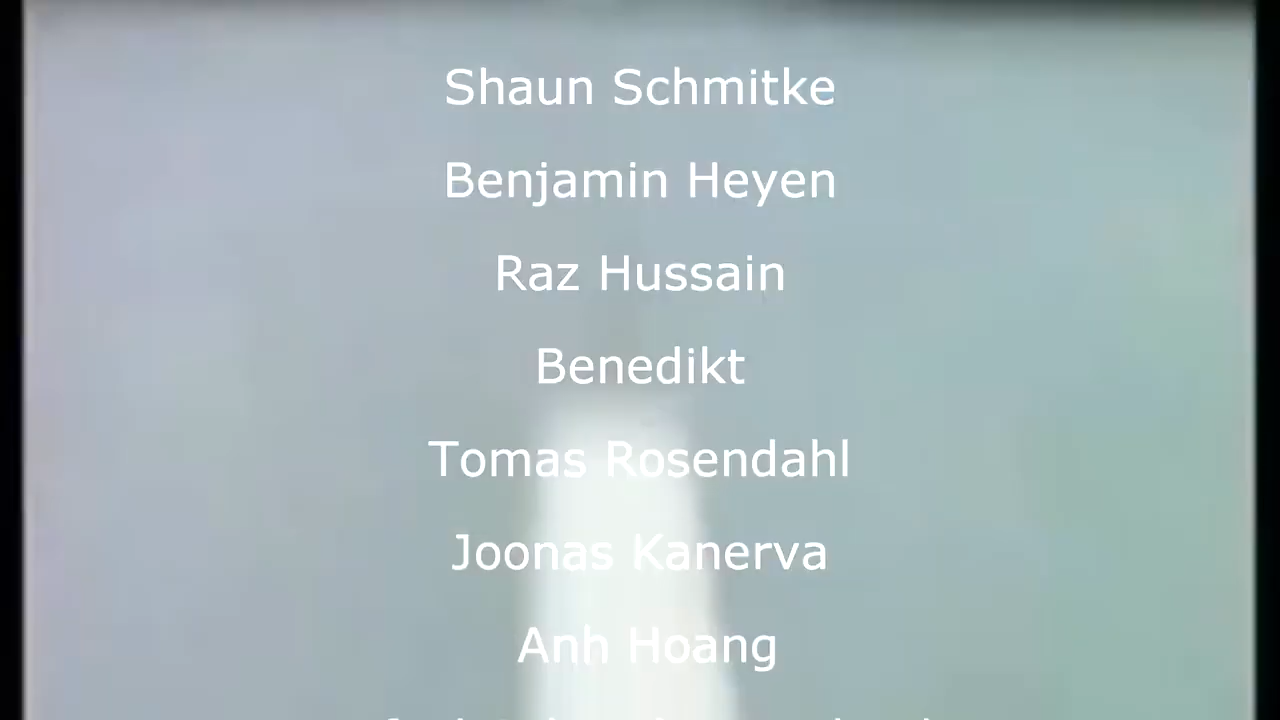 Shaun Schmitke
Benjamin Heyen
Raz Hussain
Benedikt
Tomas Rosendahl
Joonas Kanerva
Anh Hoang